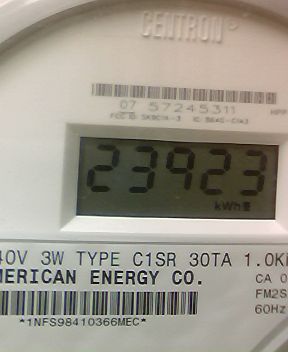 CENTRON®
07 57245311
23923
kWh
40V 3W TYPE C1SR 30TA 1.0K
MERICAN ENERGY CO.
CA 0
FM2S
60Hz
*1NFS98410366MEC*